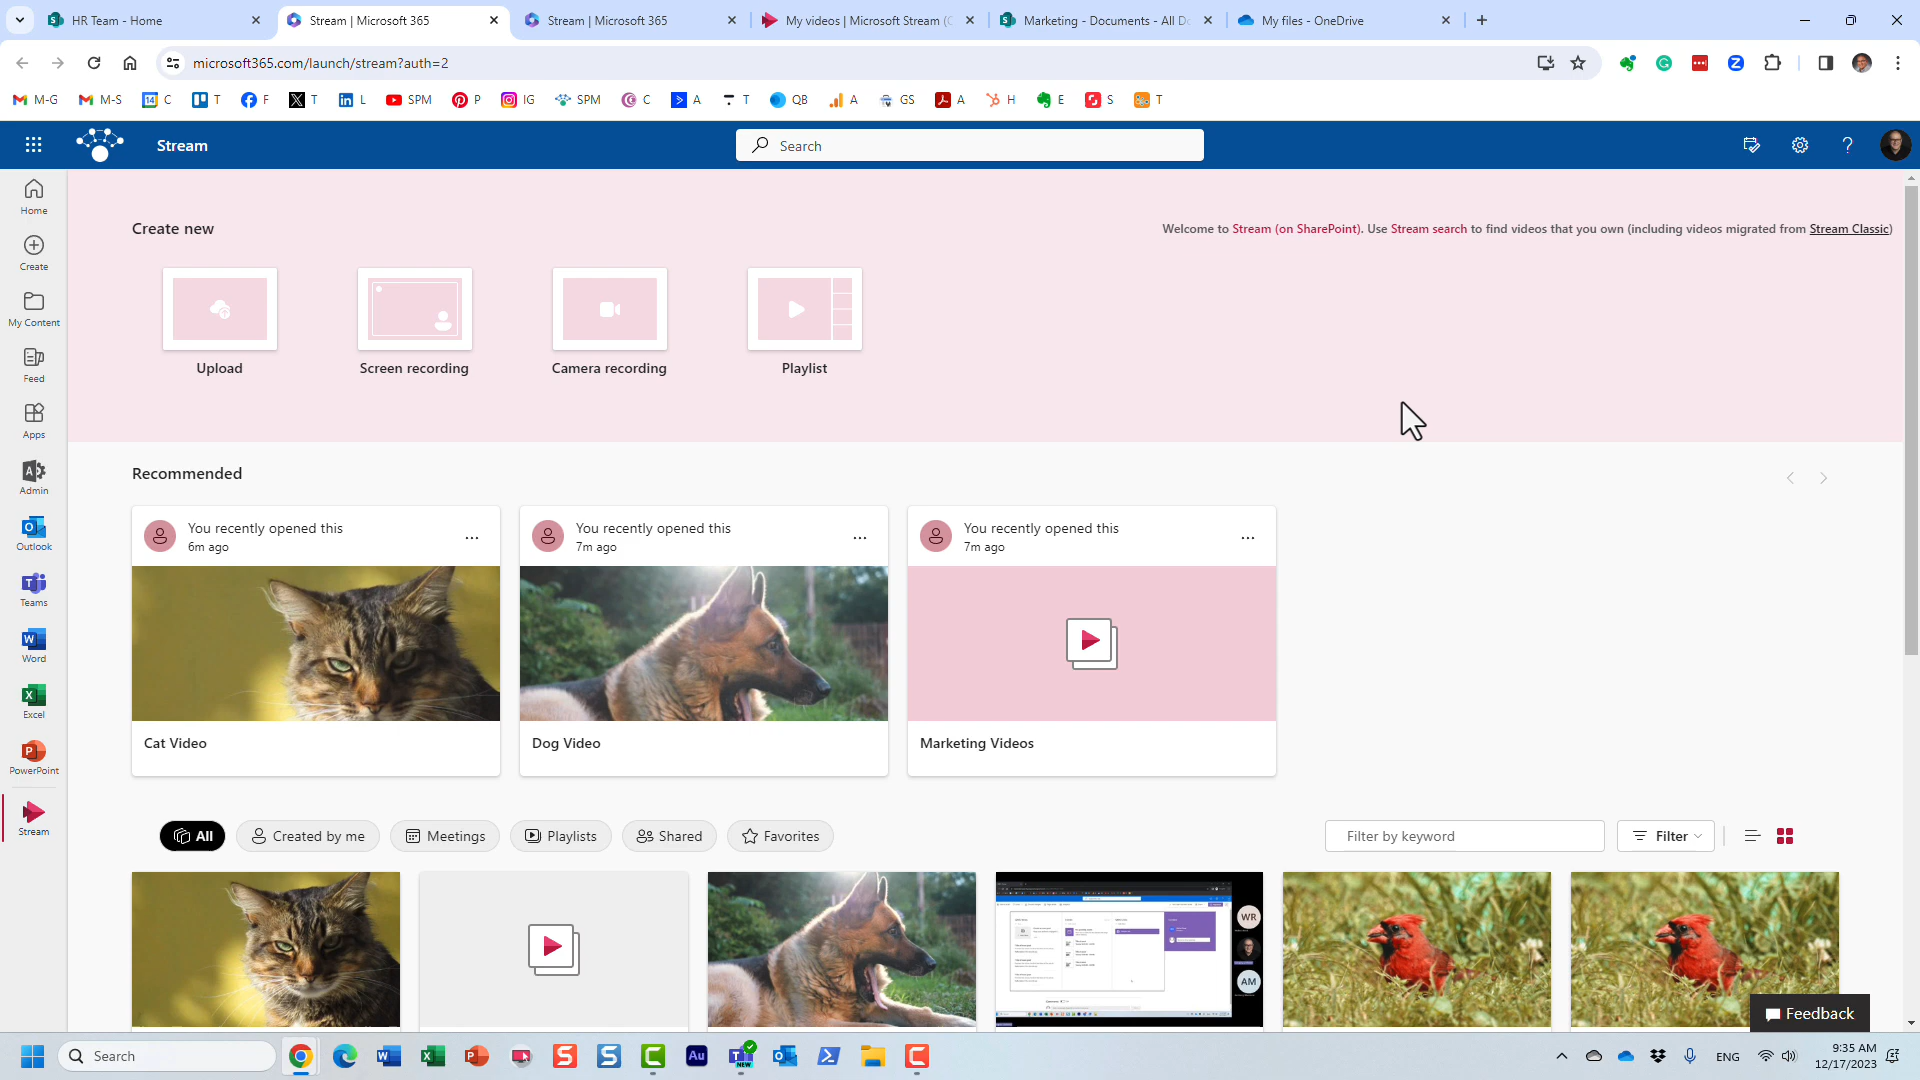 HR Team - Home
Stream | Microsoft 365
Stream | Microsoft 365
My videos | Microsoft Stream (C
Marketing - Documents - All Do
My files - OneDrive
microsoft365.com/launch/stream?auth=2
M-G
M-S
C
T
F
T
L
SPM
P
IG
SPM
C
A
T
QB
A
GS
A
H
E
S
T
Stream
Search
Home
Create
My Content
Feed
Apps
Admin
Outlook
Teams
Word
Excel
PowerPoint
Stream
Create new
Welcome to Stream (on SharePoint). Use Stream search to find videos that you own (including videos migrated from Stream Classic)
Upload
Screen recording
Camera recording
Playlist
Recommended
You recently opened this
6m ago
Cat Video
You recently opened this
7m ago
Dog Video
You recently opened this
7m ago
Marketing Videos
All
Created by me
Meetings
Playlists
Shared
Favorites
Filter by keyword
Filter
WR
AM
Feedback
Search
NEW
ENG
9:35 AM
12/17/2023